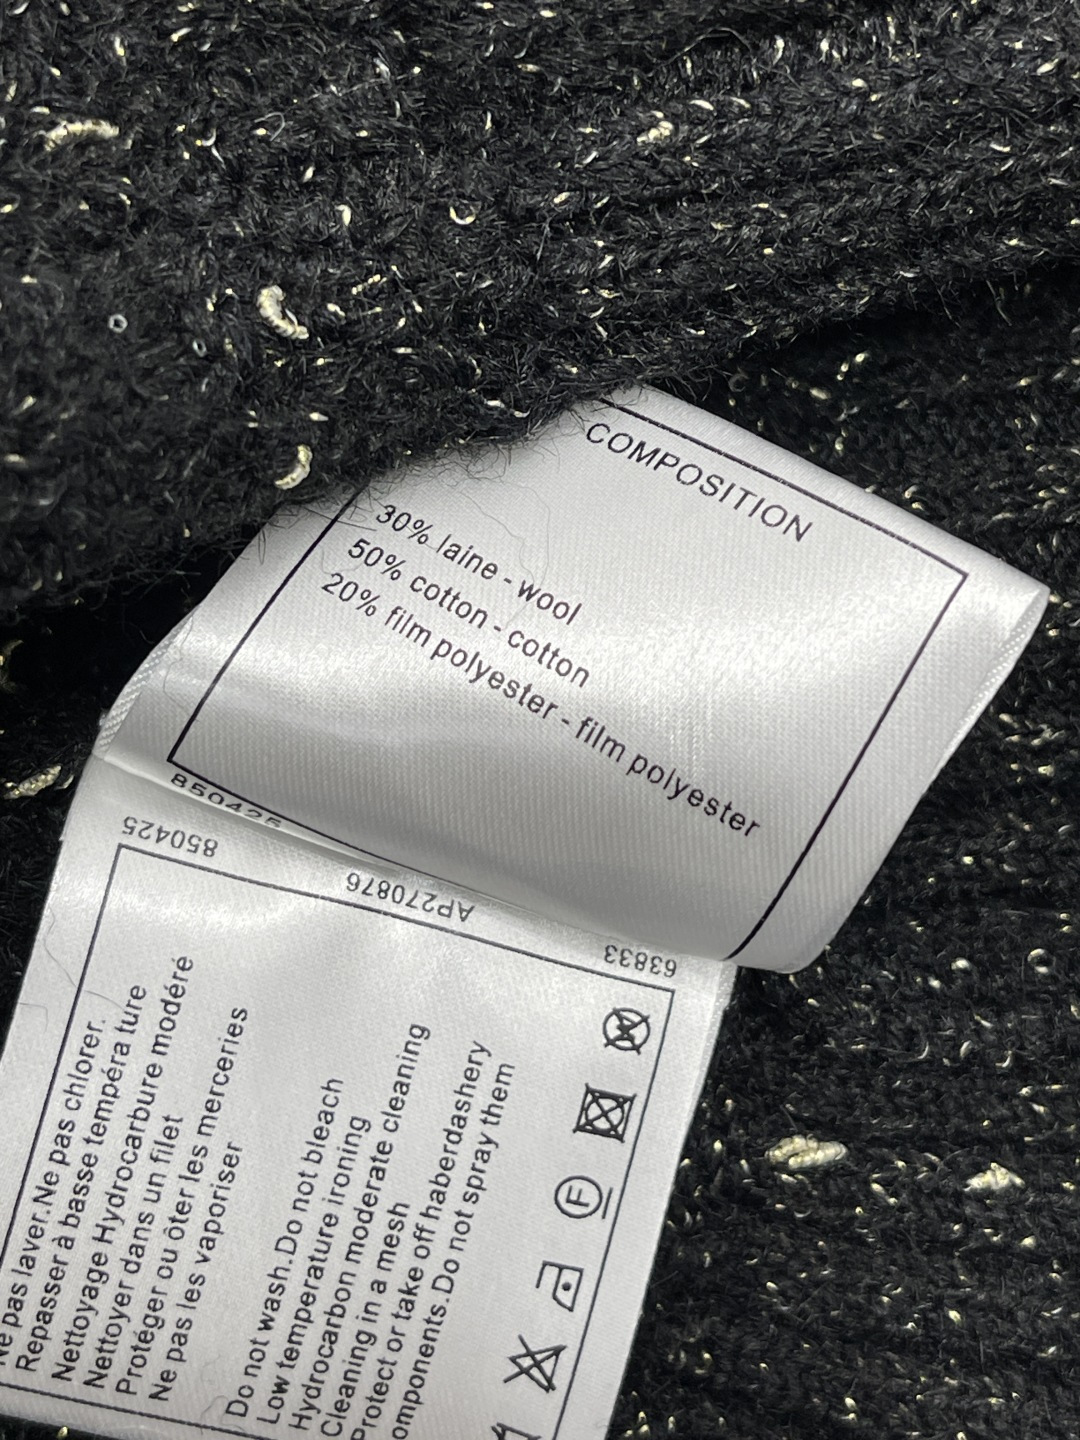 COMPOSITION
30% laine - wool
50% cotton - cotton
20% film polyester - film polyester
850425
850425
AP270876
63833
Ne pas laver.Ne pas chlorer.
Repasser à basse tempéra ture
Nettoyage Hydrocarbure modéré
Nettoyer dans un filet
Protéger ou ôter les merceries
Ne pas les vaporiser
Do not wash.Do not bleach
Low temperature ironing
Hydrocarbon moderate cleaning
Cleaning in a mesh
Protect or take off haberdashery
omponents.Do not spray them
F